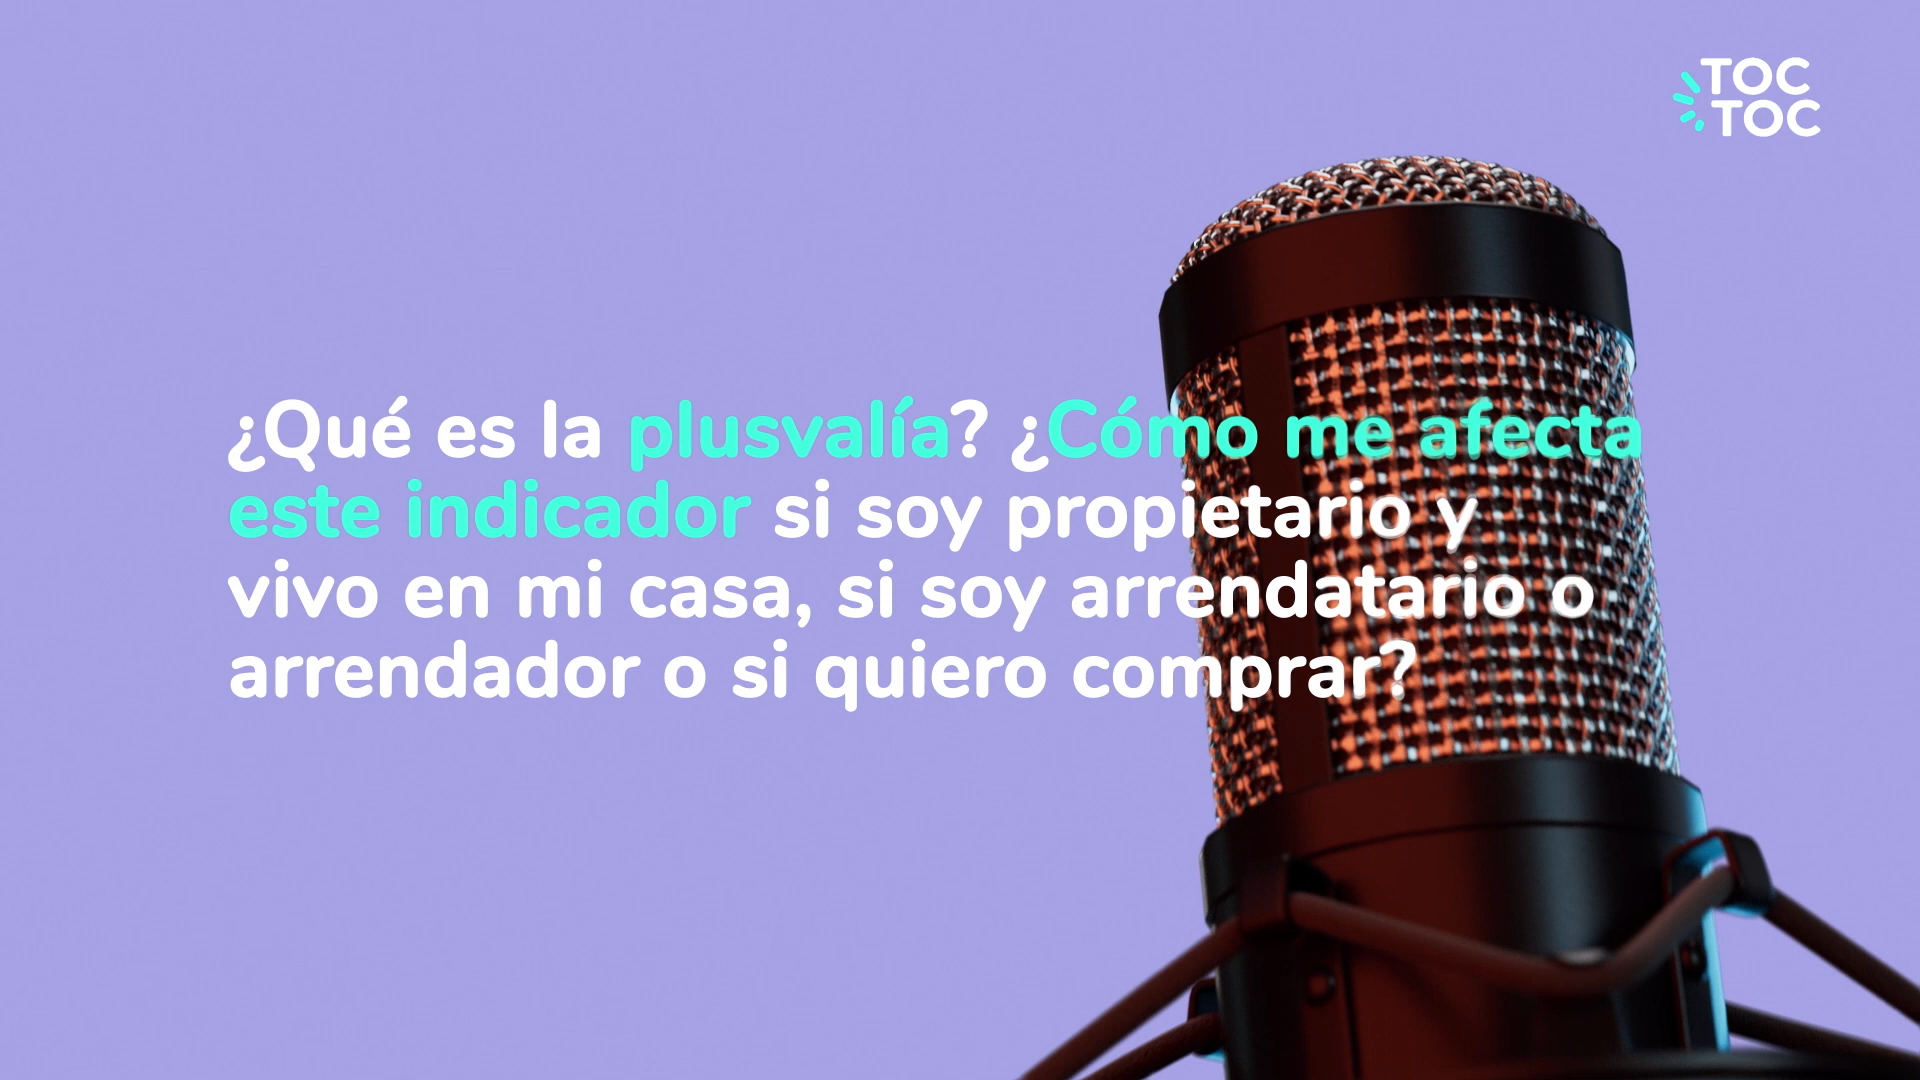 TOC
TOC
¿Qué es la plusvalía? ¿Cómo me afecta
este indicador si soy propietario y
vivo en mi casa, si soy arrendatario o
arrendador o si quiero comprar?